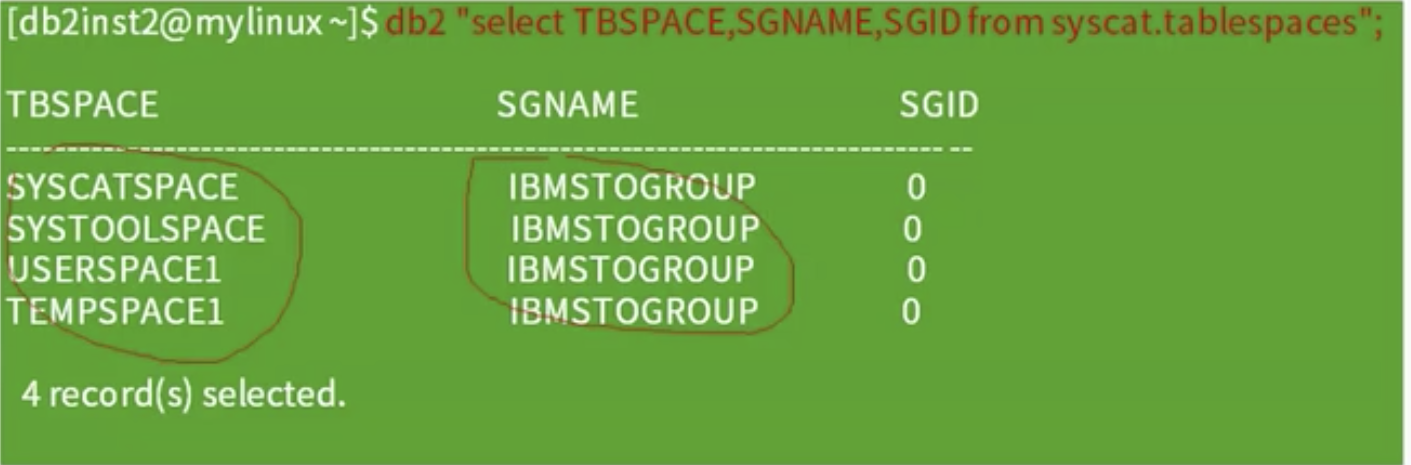 [db2inst2@mylinux ~]$ db2 "select TBSPACE,SGNAME,SGID from syscat.tablespaces";
TBSPACE SGNAME SGID
------------------------------------------------------------------------------------- --
SYSCATSPACE IBMSTOGROUP 0
SYSTOOLSPACE IBMSTOGROUP 0
USERSPACE1 IBMSTOGROUP 0
TEMPSPACE1 IBMSTOGROUP 0
4 record(s) selected.